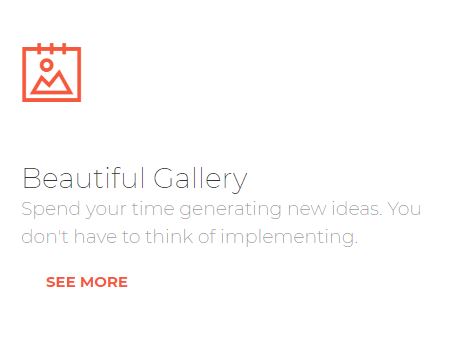 Beautiful Gallery
Spend your time generating new ideas. You
don't have to think of implementing.
SEE MORE